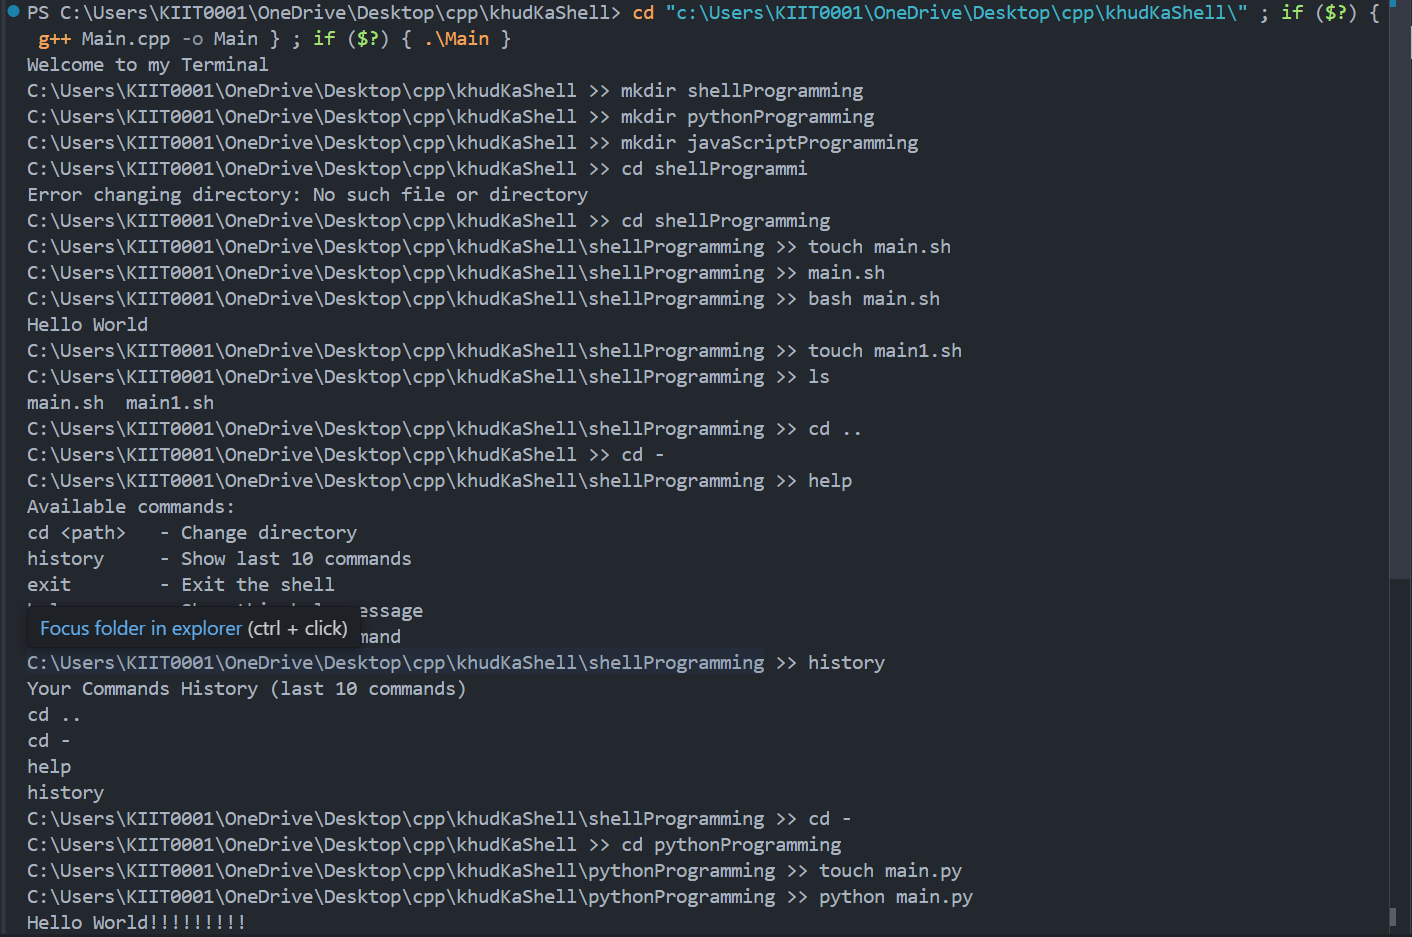 PS C:\Users\KIIT0001\OneDrive\Desktop\cpp\khudKaShell> cd "c:\Users\KIIT0001\OneDrive\Desktop\cpp\khudKaShell\" ; if ($?) {
g++ Main.cpp -o Main } ; if ($?) { .\Main }
Welcome to my Terminal
C:\Users\KIIT0001\OneDrive\Desktop\cpp\khudKaShell >> mkdir shellProgramming
C:\Users\KIIT0001\OneDrive\Desktop\cpp\khudKaShell >> mkdir pythonProgramming
C:\Users\KIIT0001\OneDrive\Desktop\cpp\khudKaShell >> mkdir javaScriptProgramming
C:\Users\KIIT0001\OneDrive\Desktop\cpp\khudKaShell >> cd shellProgrammi
Error changing directory: No such file or directory
C:\Users\KIIT0001\OneDrive\Desktop\cpp\khudKaShell >> cd shellProgramming
C:\Users\KIIT0001\OneDrive\Desktop\cpp\khudKaShell\shellProgramming >> touch main.sh
C:\Users\KIIT0001\OneDrive\Desktop\cpp\khudKaShell\shellProgramming >> main.sh
C:\Users\KIIT0001\OneDrive\Desktop\cpp\khudKaShell\shellProgramming >> bash main.sh
Hello World
C:\Users\KIIT0001\OneDrive\Desktop\cpp\khudKaShell\shellProgramming >> touch main1.sh
C:\Users\KIIT0001\OneDrive\Desktop\cpp\khudKaShell\shellProgramming >> ls
main.sh  main1.sh
C:\Users\KIIT0001\OneDrive\Desktop\cpp\khudKaShell\shellProgramming >> cd ..
C:\Users\KIIT0001\OneDrive\Desktop\cpp\khudKaShell >> cd -
C:\Users\KIIT0001\OneDrive\Desktop\cpp\khudKaShell\shellProgramming >> help
Available commands:
cd <path>   - Change directory
history     - Show last 10 commands
exit        - Exit the shell
essage
Focus folder in explorer (ctrl + click)
mand
C:\Users\KIIT0001\OneDrive\Desktop\cpp\khudKaShell\shellProgramming >> history
Your Commands History (last 10 commands)
cd ..
cd -
help
history
C:\Users\KIIT0001\OneDrive\Desktop\cpp\khudKaShell\shellProgramming >> cd -
C:\Users\KIIT0001\OneDrive\Desktop\cpp\khudKaShell >> cd pythonProgramming
C:\Users\KIIT0001\OneDrive\Desktop\cpp\khudKaShell\pythonProgramming >> touch main.py
C:\Users\KIIT0001\OneDrive\Desktop\cpp\khudKaShell\pythonProgramming >> python main.py
Hello World!!!!!!!!!